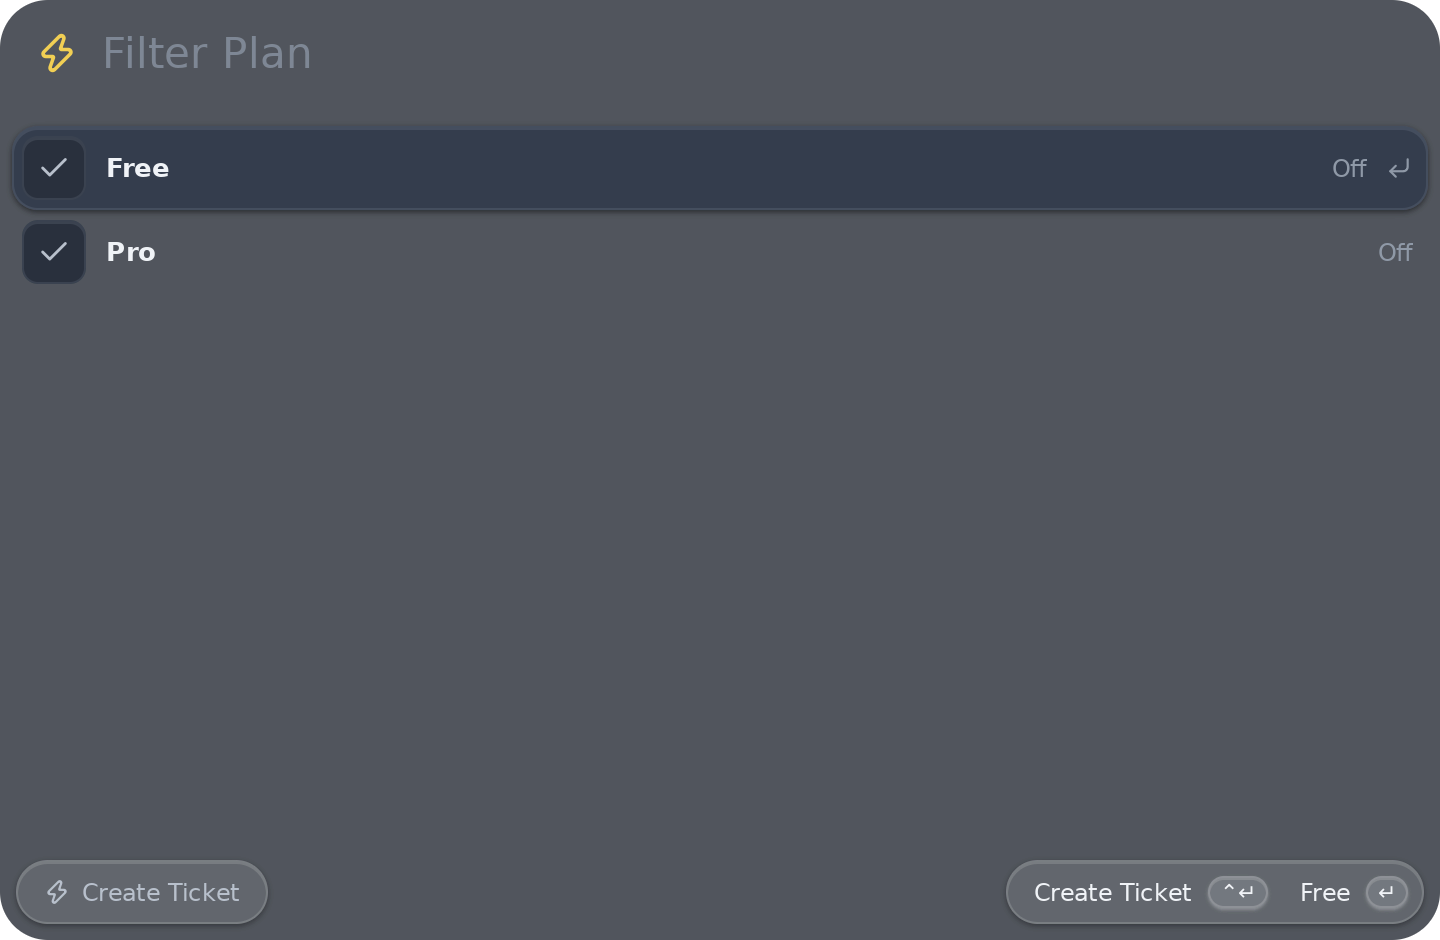 Filter Plan
Free Off
Pro Off
Create Ticket
Create Ticket ^↵ Free ↵